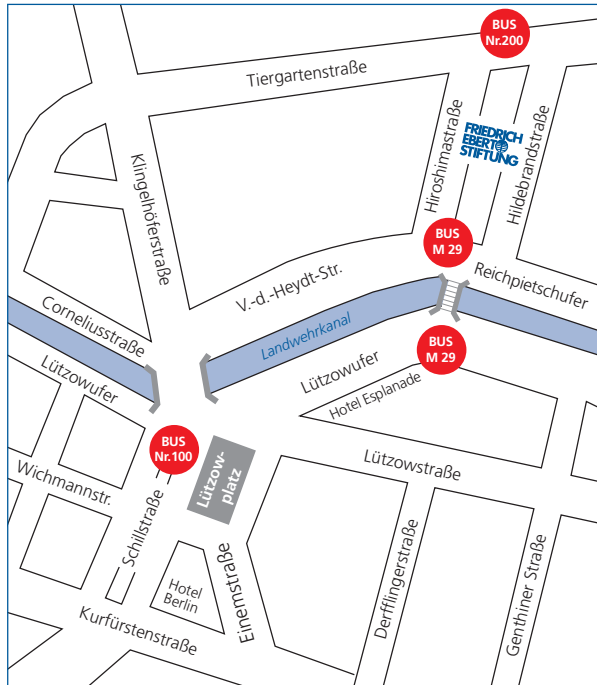 BUS
Nr.200
Tiergartenstraße
FRIEDRICH
EBERT
STIFTUNG
Hiroshimastraße
Hildebrandstraße
Klingelhöferstraße
BUS
M 29
Reichpietschufer
V.-d.-Heydt-Str.
Corneliusstraße
Landwehrkanal
BUS
M 29
Lützowufer
Lützowufer
Hotel Esplanade
BUS
Nr.100
Lützow-
platz
Lützowstraße
Wichmannstr.
Schillstraße
Hotel
Berlin
Einemstraße
Derfflingerstraße
Genthiner Straße
Kurfürstenstraße